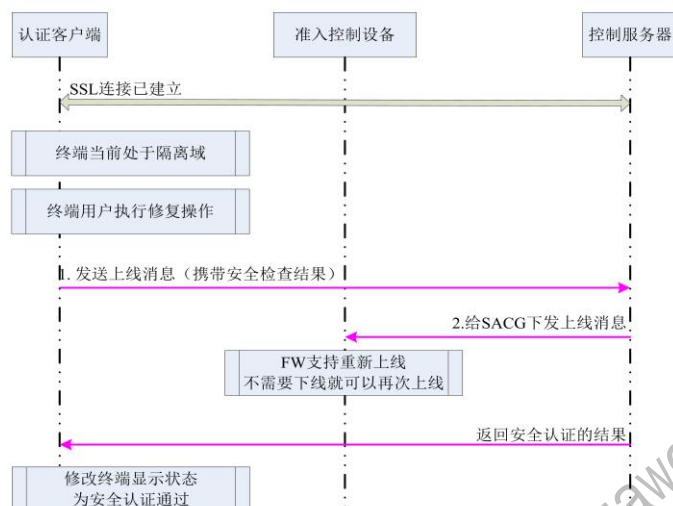 认证客户端
准入控制设备
控制服务器
SSL连接已建立
终端当前处于隔离域
终端用户执行修复操作
1. 发送上线消息（携带安全检查结果）
2.给SACG下发上线消息
FW支持重新上线
不需要下线就可以再次上线
返回安全认证的结果
修改终端显示状态
为安全认证通过